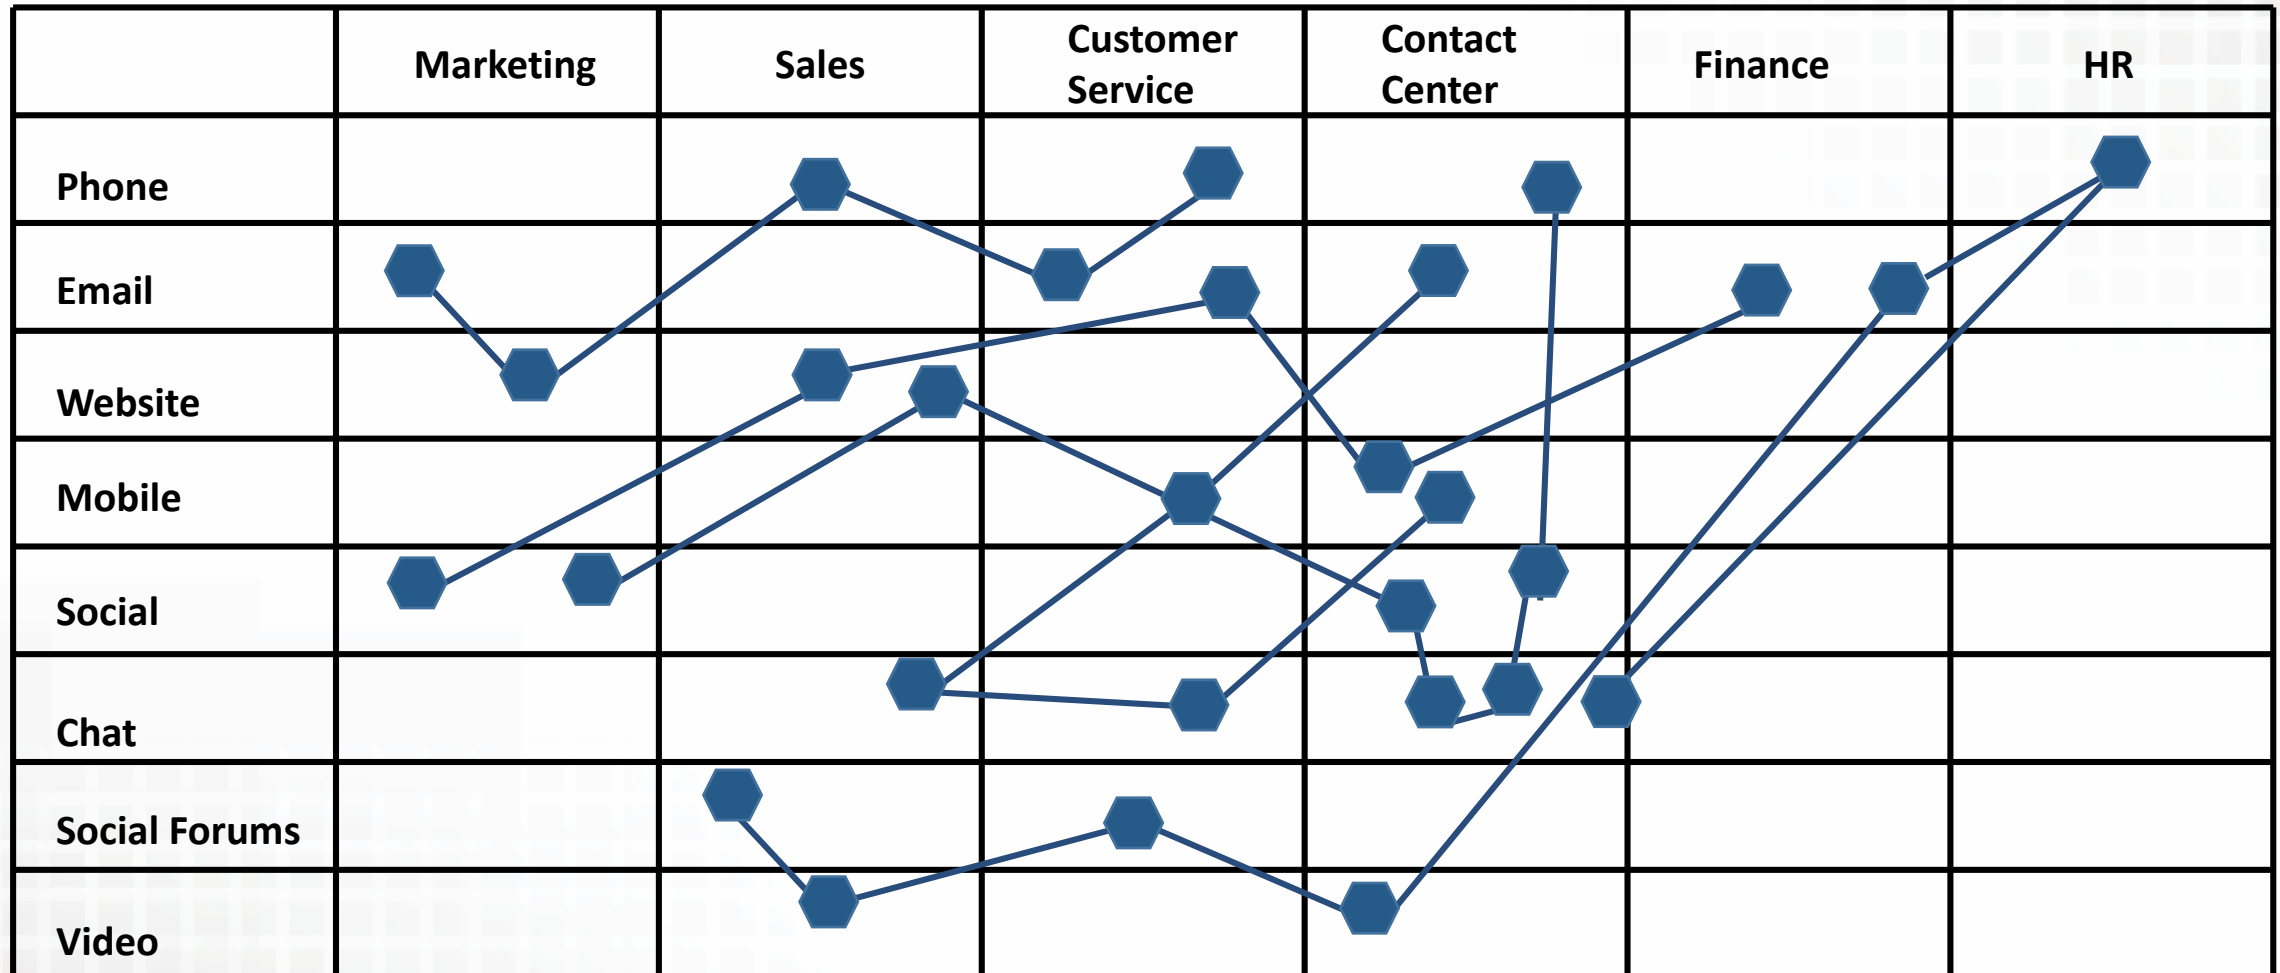 Marketing
Sales
Customer
Service
Contact
Center
Finance
HR
Phone
Email
Website
Mobile
Social
Chat
Social Forums
Video